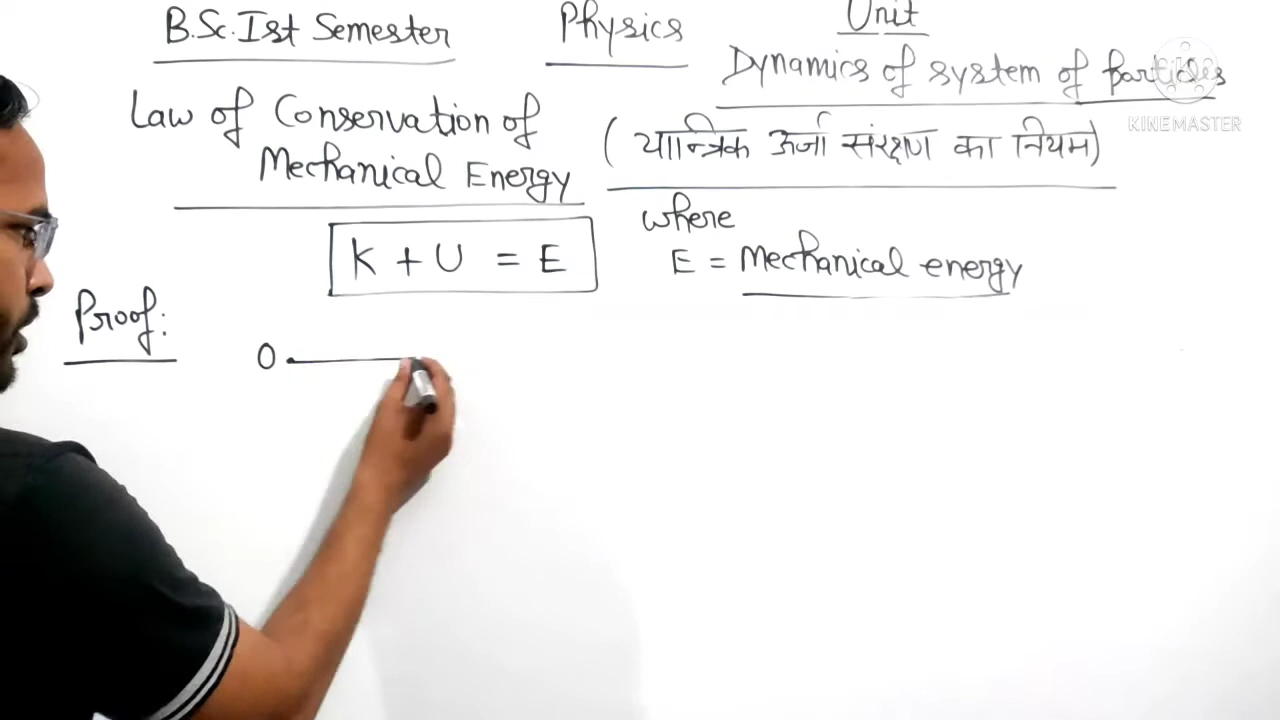 B.Sc. Ist Semester Physics Unit
Dynamics of system of particles
KINEMASTER
Law of Conservation of
Mechanical Energy
(यान्त्रिक ऊर्जा संरक्षण का नियम)
K + U = E
where
E = Mechanical energy
Proof:
O